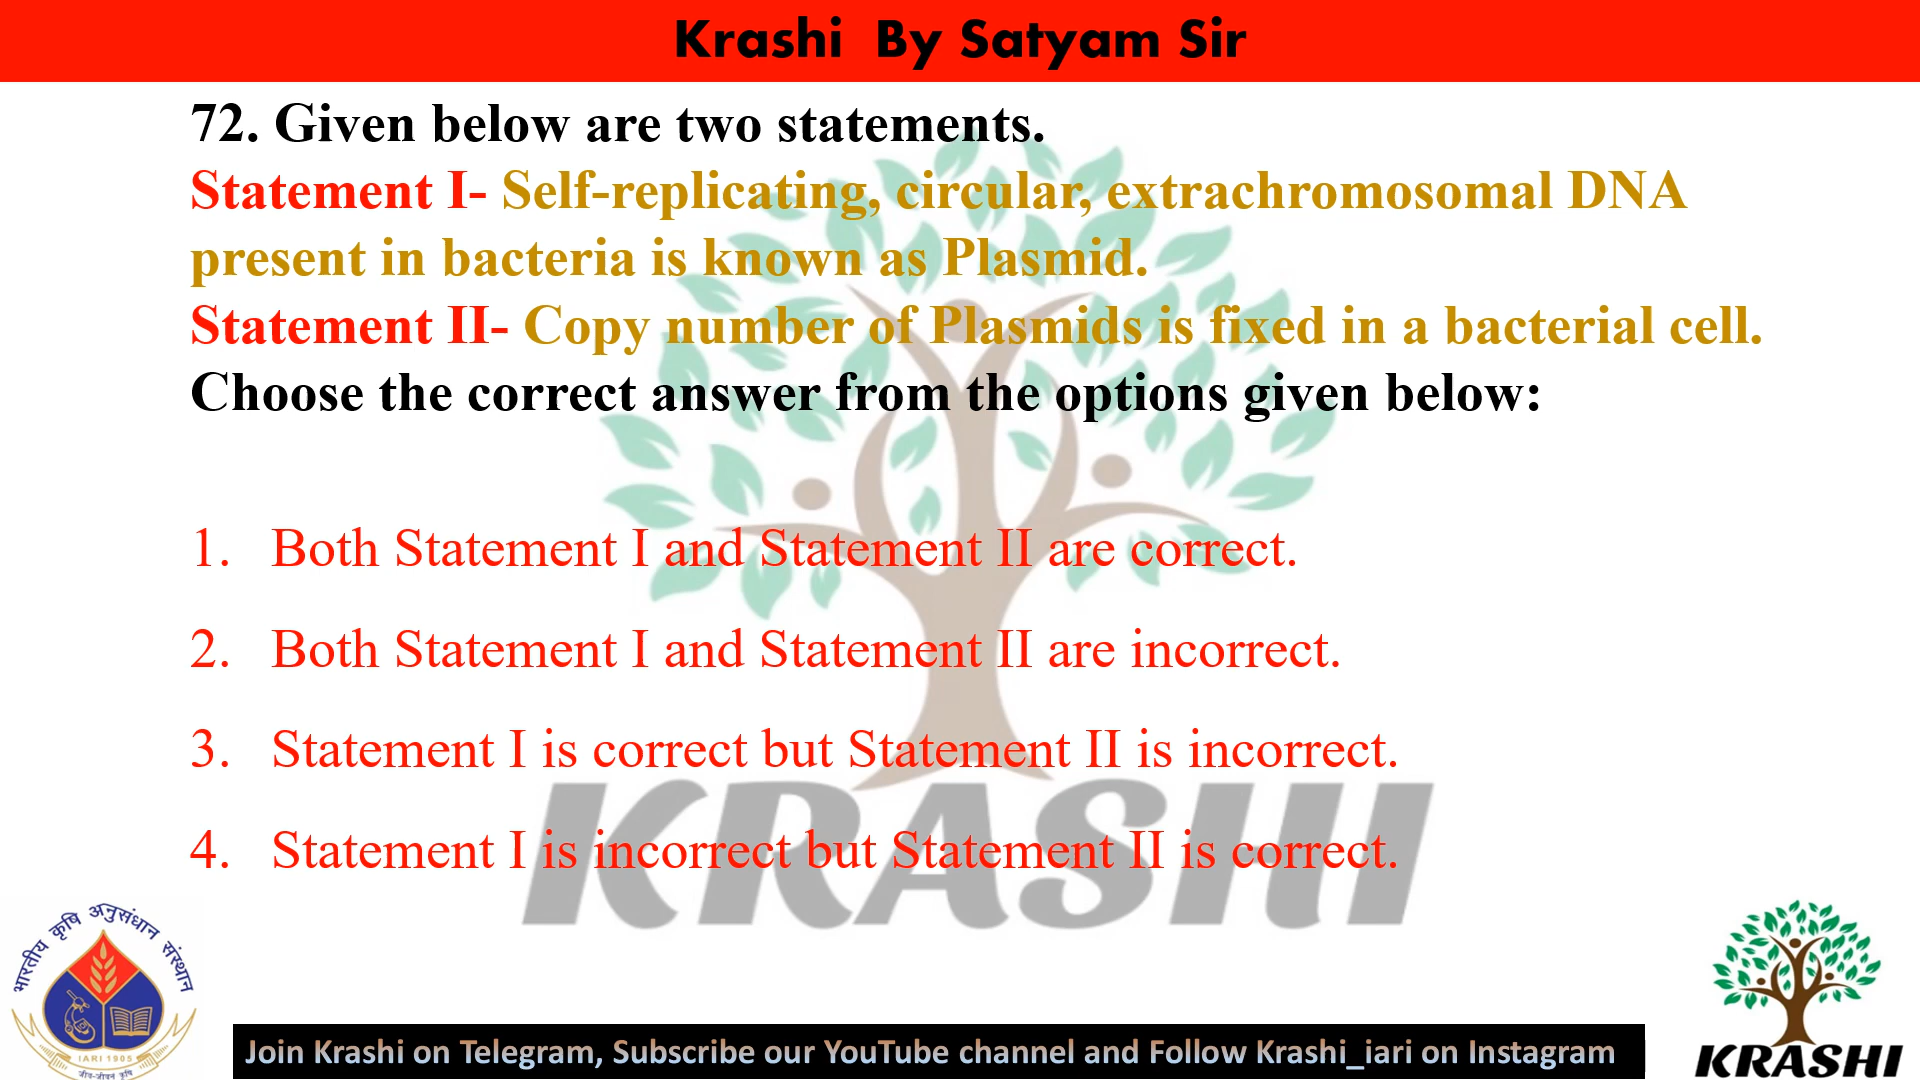 Krashi By Satyam Sir
72. Given below are two statements.
Statement I- Self-replicating, circular, extrachromosomal DNA
present in bacteria is known as Plasmid.
Statement II- Copy number of Plasmids is fixed in a bacterial cell.
Choose the correct answer from the options given below:
1. Both Statement I and Statement II are correct.
2. Both Statement I and Statement II are incorrect.
3. Statement I is correct but Statement II is incorrect.
4. Statement I is incorrect but Statement II is correct.
KRASHI
भारतीय कृषि अनुसंधान संस्थान
IARI 1905
जीव-जीवन कृषि
Join Krashi on Telegram, Subscribe our YouTube channel and Follow Krashi_iari on Instagram
KRASHI